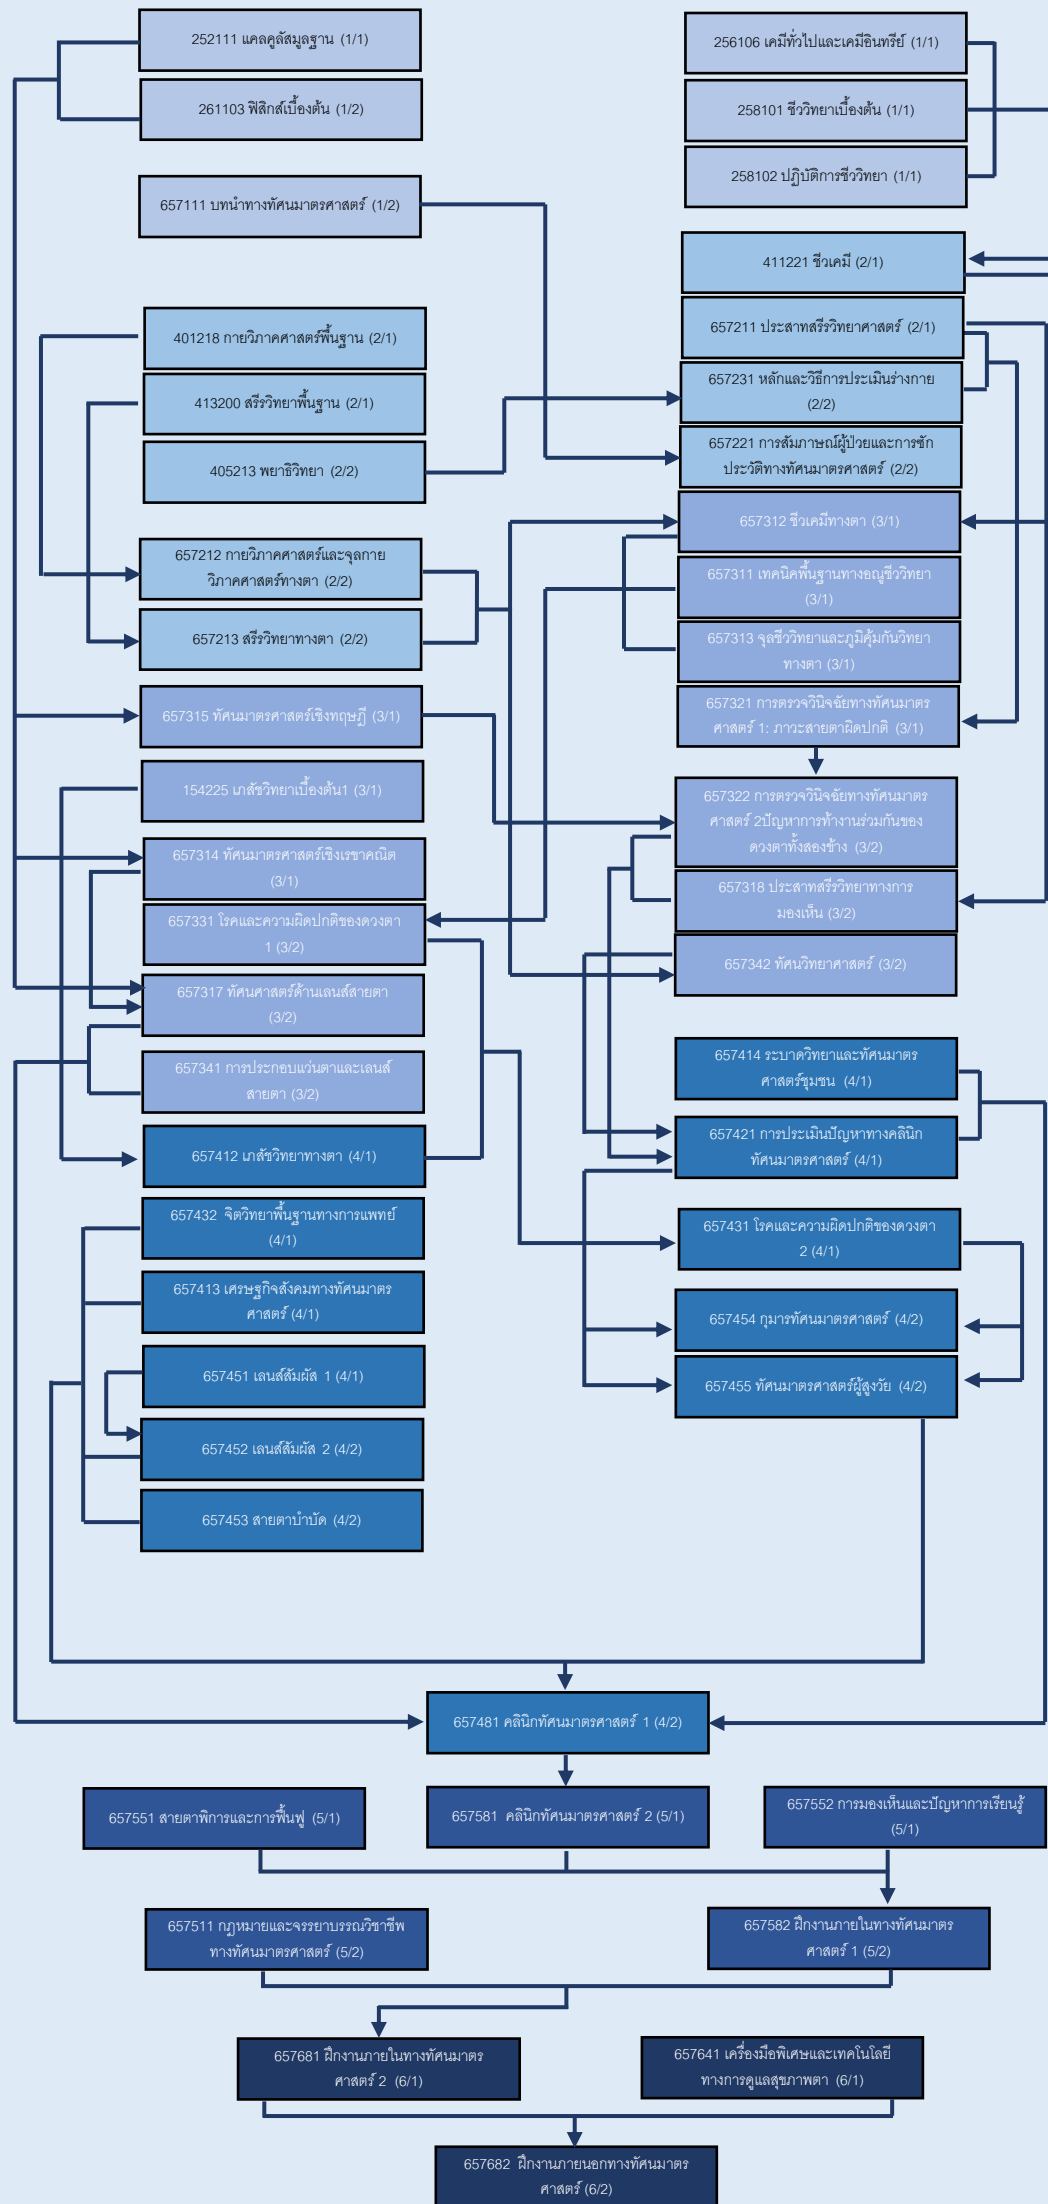 252111 แคลคูลัสมูลฐาน (1/1)
261103 ฟิสิกส์เบื้องต้น (1/2)
657111 บทนำทางทัศนมาตรศาสตร์ (1/2)
256106 เคมีทั่วไปและเคมีอินทรีย์ (1/1)
258101 ชีววิทยาเบื้องต้น (1/1)
258102 ปฏิบัติการชีววิทยา (1/1)
401218 กายวิภาคศาสตร์พื้นฐาน (2/1)
413200 สรีรวิทยาพื้นฐาน (2/1)
405213 พยาธิวิทยา (2/2)
657212 กายวิภาคศาสตร์และจุลกาย
วิภาคศาสตร์ทางตา (2/2)
657213 สรีรวิทยาทางตา (2/2)
411221 ชีวเคมี (2/1)
657211 ประสาทสรีรวิทยาศาสตร์ (2/1)
657231 หลักและวิธีการประเมินร่างกาย
(2/2)
657221 การสัมภาษณ์ผู้ป่วยและการซัก
ประวัติทางทัศนมาตรศาสตร์ (2/2)
657312 ชีวเคมีทางตา (3/1)
657311 เทคนิคพื้นฐานทางอณูชีววิทยา
(3/1)
657313 จุลชีววิทยาและภูมิคุ้มกันวิทยา
ทางตา (3/1)
657321 การตรวจวินิจฉัยทางทัศนมาตร
ศาสตร์ 1: ภาวะสายตาผิดปกติ (3/1)
657315 ทัศนมาตรศาสตร์เชิงทฤษฎี (3/1)
154225 เภสัชวิทยาเบื้องต้น1 (3/1)
657314 ทัศนมาตรศาสตร์เชิงเรขาคณิต
(3/1)
657331 โรคและความผิดปกติของดวงตา
1 (3/2)
657317 ทัศนศาสตร์ด้านเลนส์สายตา
(3/2)
657341 การประกอบแว่นตาและเลนส์
สายตา (3/2)
657322 การตรวจวินิจฉัยทางทัศนมาตร
ศาสตร์ 2ปัญหาการทำงานร่วมกันของ
ดวงตาทั้งสองข้าง (3/2)
657318 ประสาทสรีรวิทยาทางการ
มองเห็น (3/2)
657342 ทัศนวิทยาศาสตร์ (3/2)
657412 เภสัชวิทยาทางตา (4/1)
657432 จิตวิทยาพื้นฐานทางการแพทย์
(4/1)
657413 เศรษฐกิจสังคมทางทัศนมาตร
ศาสตร์ (4/1)
657451 เลนส์สัมผัส 1 (4/1)
657452 เลนส์สัมผัส 2 (4/2)
657453 สายตาบำบัด (4/2)
657414 ระบาดวิทยาและทัศนมาตร
ศาสตร์ชุมชน (4/1)
657421 การประเมินปัญหาทางคลินิก
ทัศนมาตรศาสตร์ (4/1)
657431 โรคและความผิดปกติของดวงตา
2 (4/1)
657454 กุมารทัศนมาตรศาสตร์ (4/2)
657455 ทัศนมาตรศาสตร์ผู้สูงวัย (4/2)
657481 คลินิกทัศนมาตรศาสตร์ 1 (4/2)
657551 สายตาพิการและการฟื้นฟู (5/1)
657581 คลินิกทัศนมาตรศาสตร์ 2 (5/1)
657552 การมองเห็นและปัญหาการเรียนรู้
(5/1)
657511 กฎหมายและจรรยาบรรณวิชาชีพ
ทางทัศนมาตรศาสตร์ (5/2)
657582 ฝึกงานภายในทางทัศนมาตร
ศาสตร์ 1 (5/2)
657681 ฝึกงานภายในทางทัศนมาตร
ศาสตร์ 2 (6/1)
657641 เครื่องมือพิเศษและเทคโนโลยี
ทางการดูแลสุขภาพตา (6/1)
657682 ฝึกงานภายนอกทางทัศนมาตร
ศาสตร์ (6/2)